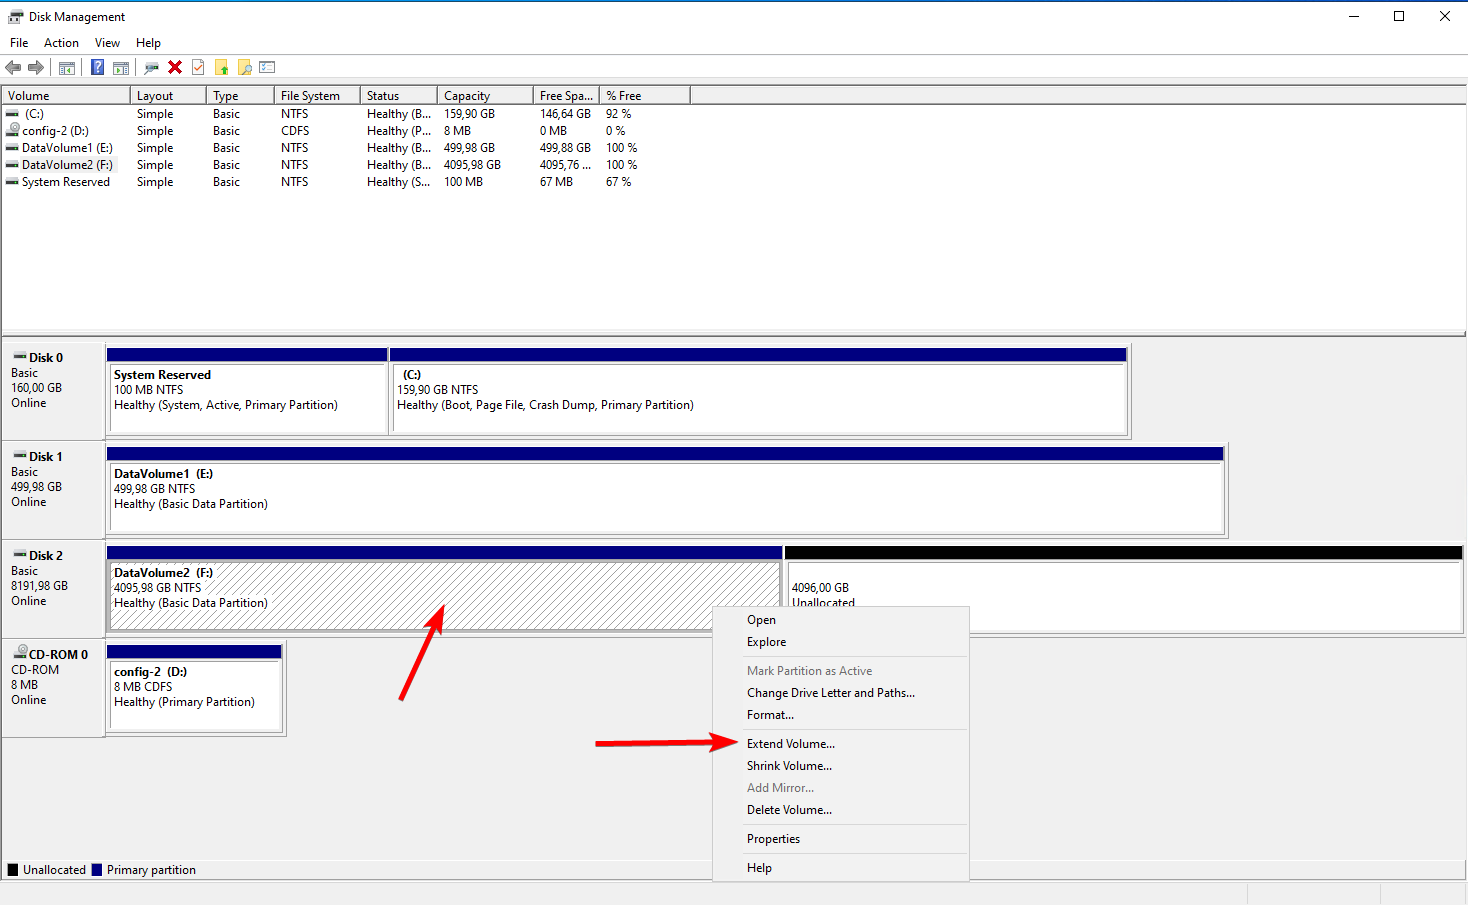 Disk Management
File Action View Help
Volume Layout Type File System Status Capacity Free Spa... % Free
(C:) Simple Basic NTFS Healthy (B... 159,90 GB 146,64 GB 92 %
config-2 (D:) Simple Basic CDFS Healthy (P... 8 MB 0 MB 0 %
DataVolume1 (E:) Simple Basic NTFS Healthy (B... 499,98 GB 499,88 GB 100 %
DataVolume2 (F:) Simple Basic NTFS Healthy (B... 4095,98 GB 4095,76 ... 100 %
System Reserved Simple Basic NTFS Healthy (S... 100 MB 67 MB 67 %
Disk 0
Basic
160,00 GB
Online
System Reserved
100 MB NTFS
Healthy (System, Active, Primary Partition)
(C:)
159,90 GB NTFS
Healthy (Boot, Page File, Crash Dump, Primary Partition)
Disk 1
Basic
499,98 GB
Online
DataVolume1 (E:)
499,98 GB NTFS
Healthy (Basic Data Partition)
Disk 2
Basic
8191,98 GB
Online
DataVolume2 (F:)
4095,98 GB NTFS
Healthy (Basic Data Partition)
4096,00 GB
Unallocated
CD-ROM 0
CD-ROM
8 MB
Online
config-2 (D:)
8 MB CDFS
Healthy (Primary Partition)
Open
Explore
Mark Partition as Active
Change Drive Letter and Paths...
Format...
Extend Volume...
Shrink Volume...
Add Mirror...
Delete Volume...
Properties
Help
Unallocated Primary partition